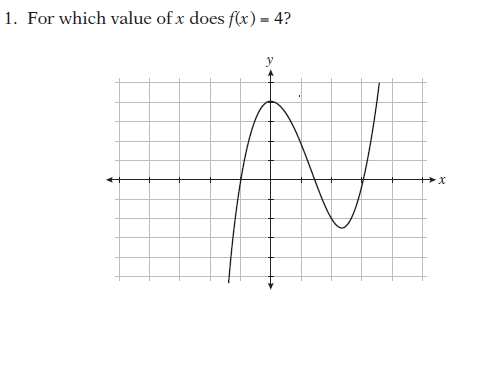 1. For which value of x does f(x) = 4?
y
x